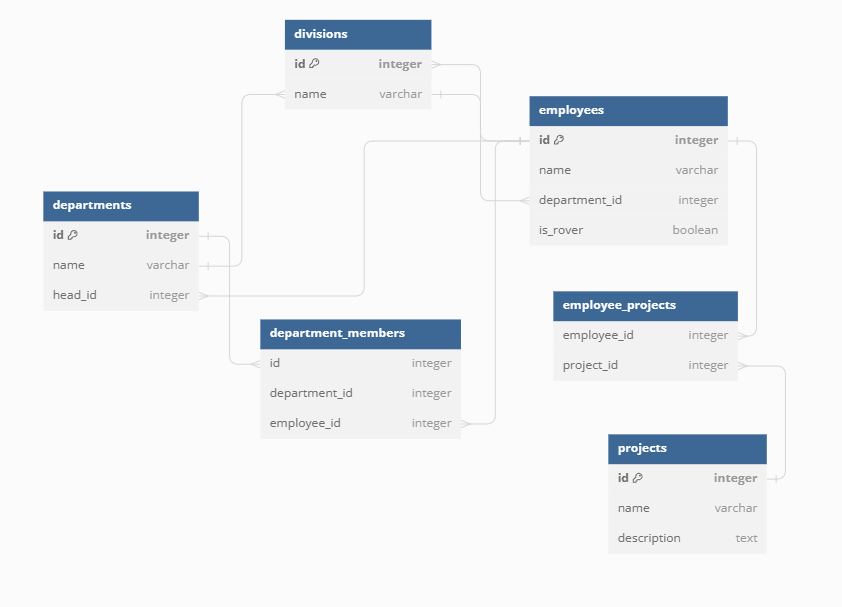 divisions
id integer
name varchar
employees
id integer
name varchar
department_id integer
is_rover boolean
departments
id integer
name varchar
head_id integer
department_members
id integer
department_id integer
employee_id integer
employee_projects
employee_id integer
project_id integer
projects
id integer
name varchar
description text